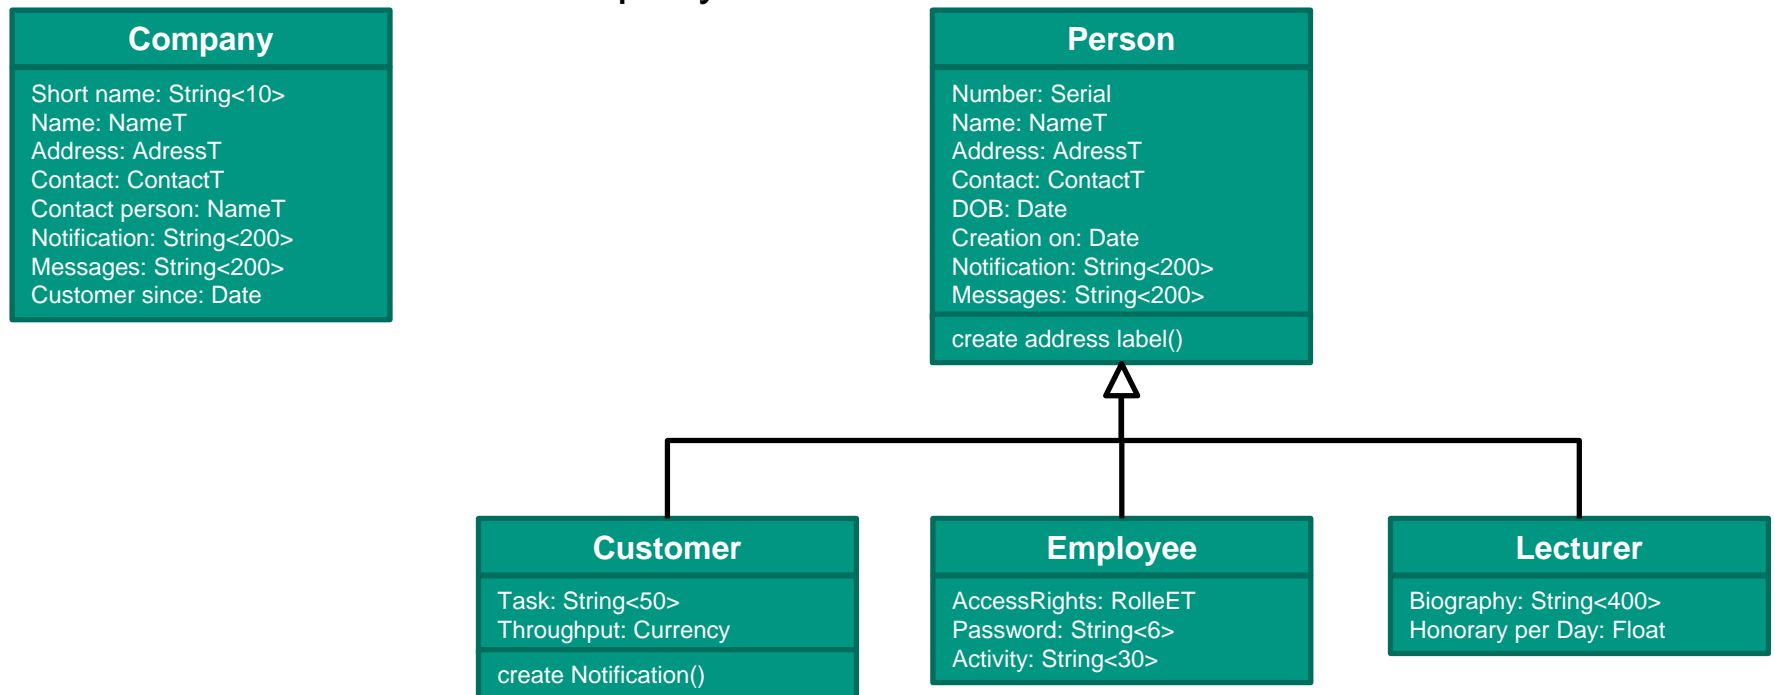 Company
Short name: String<10>
Name: NameT
Address: AdressT
Contact: ContactT
Contact person: NameT
Notification: String<200>
Messages: String<200>
Customer since: Date
Person
Number: Serial
Name: NameT
Address: AdressT
Contact: ContactT
DOB: Date
Creation on: Date
Notification: String<200>
Messages: String<200>
create address label()
Customer
Task: String<50>
Throughput: Currency
create Notification()
Employee
AccessRights: RolleET
Password: String<6>
Activity: String<30>
Lecturer
Biography: String<400>
Honorary per Day: Float